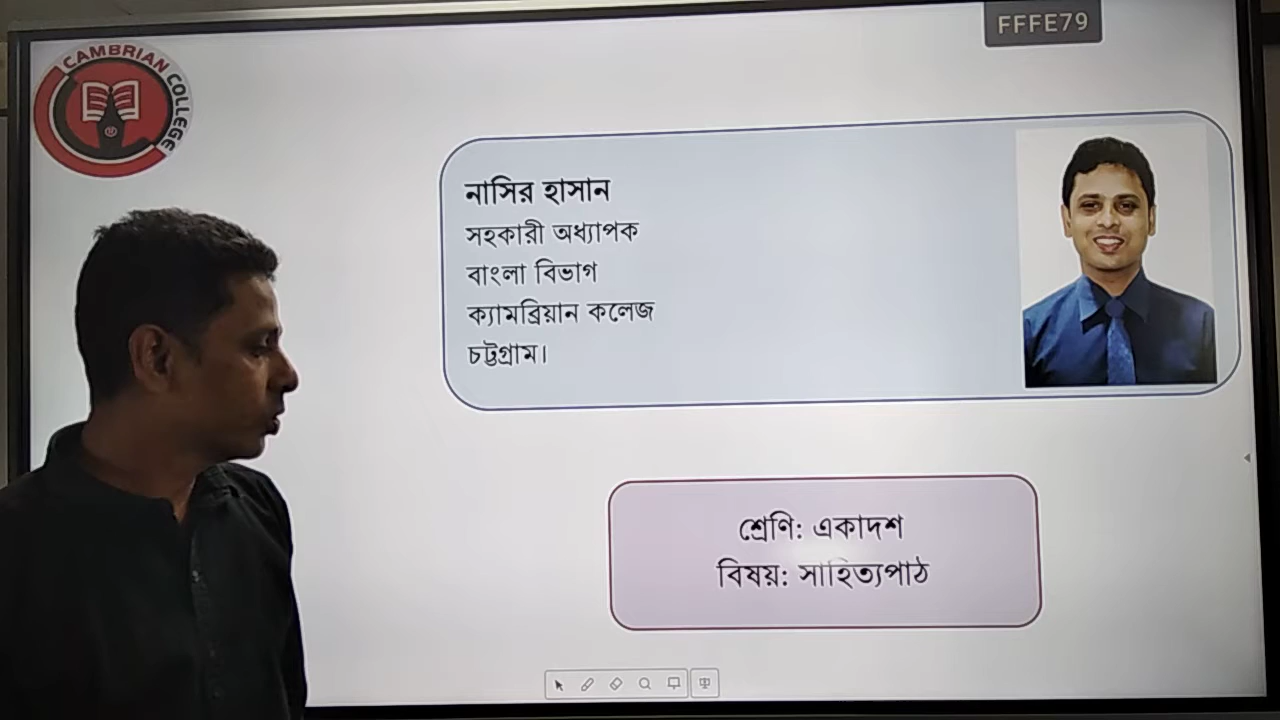 CAMBRIAN COLLEGE
®
FFFE79
নাসির হাসান
সহকারী অধ্যাপক
বাংলা বিভাগ
ক্যামব্রিয়ান কলেজ
চট্টগ্রাম।
শ্রেণি: একাদশ
বিষয়: সাহিত্যপাঠ